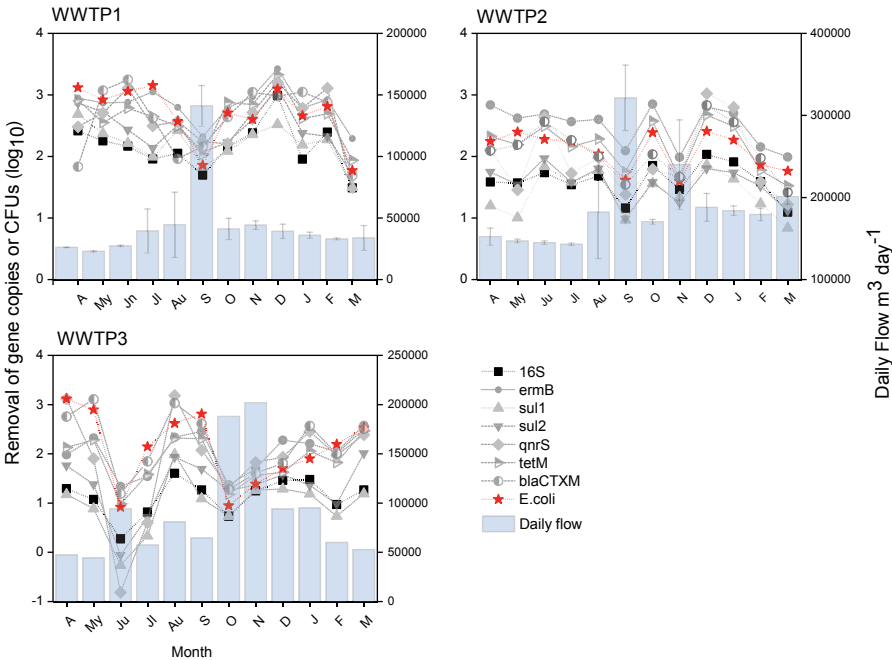 WWTP1
4
3
2
1
0
200000
150000
100000
50000
0
A My Jn Jl Au S O N D J F M
WWTP2
4
3
2
1
0
400000
300000
200000
100000
A My Ju Jl Au S O N D J F M
WWTP3
4
3
2
1
0
-1
250000
200000
150000
100000
50000
0
A My Ju Jl Au S O N D J F M
Month
Removal of gene copies or CFUs (log10)
Daily Flow m³ day⁻¹
16S
ermB
sul1
sul2
qnrS
tetM
blaCTXM
E.coli
Daily flow